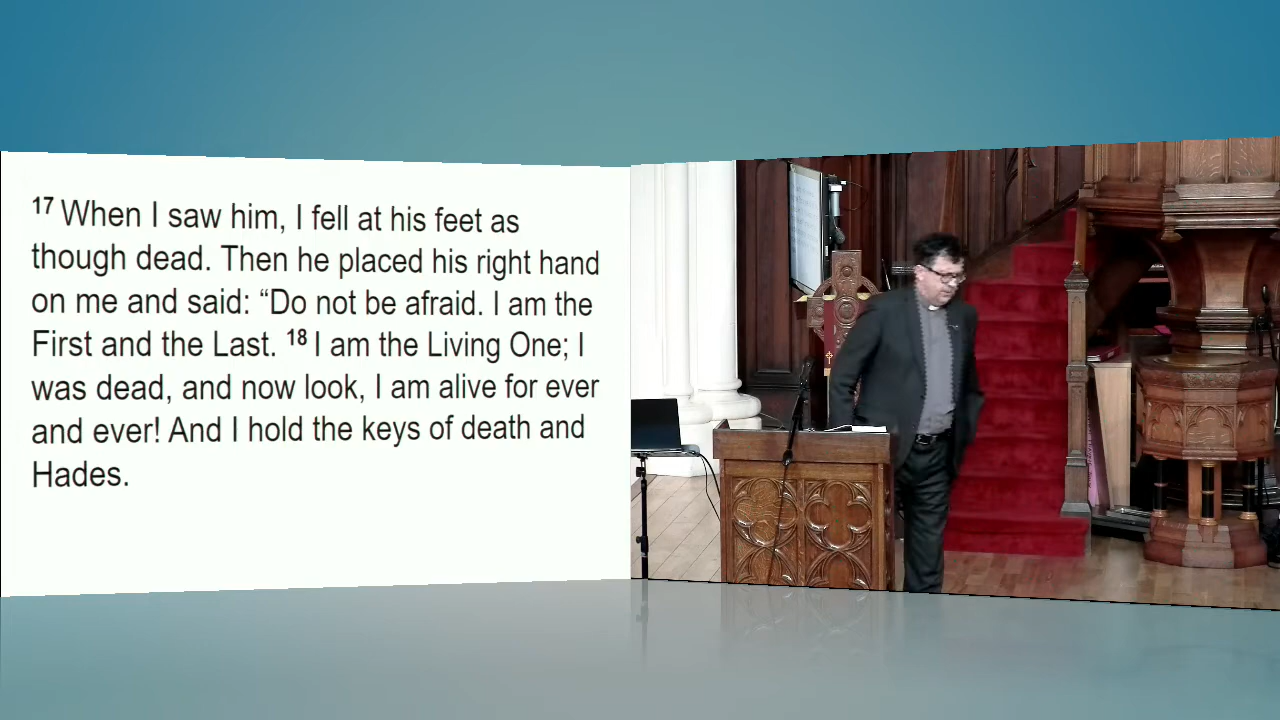 17 When I saw him, I fell at his feet as
though dead. Then he placed his right hand
on me and said: “Do not be afraid. I am the
First and the Last. 18 I am the Living One; I
was dead, and now look, I am alive for ever
and ever! And I hold the keys of death and
Hades.